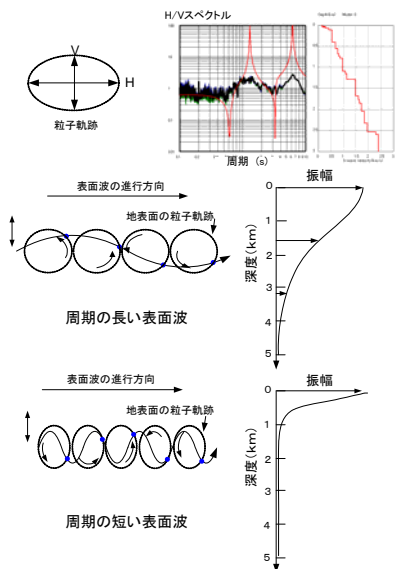 H/Vスペクトル
V
H
粒子軌跡
周期 (s)
表面波の進行方向
地表面の粒子軌跡
周期の長い表面波
振幅
深度(km)
0
1
2
3
4
5
表面波の進行方向
地表面の粒子軌跡
周期の短い表面波
振幅
深度(km)
0
1
2
3
4
5